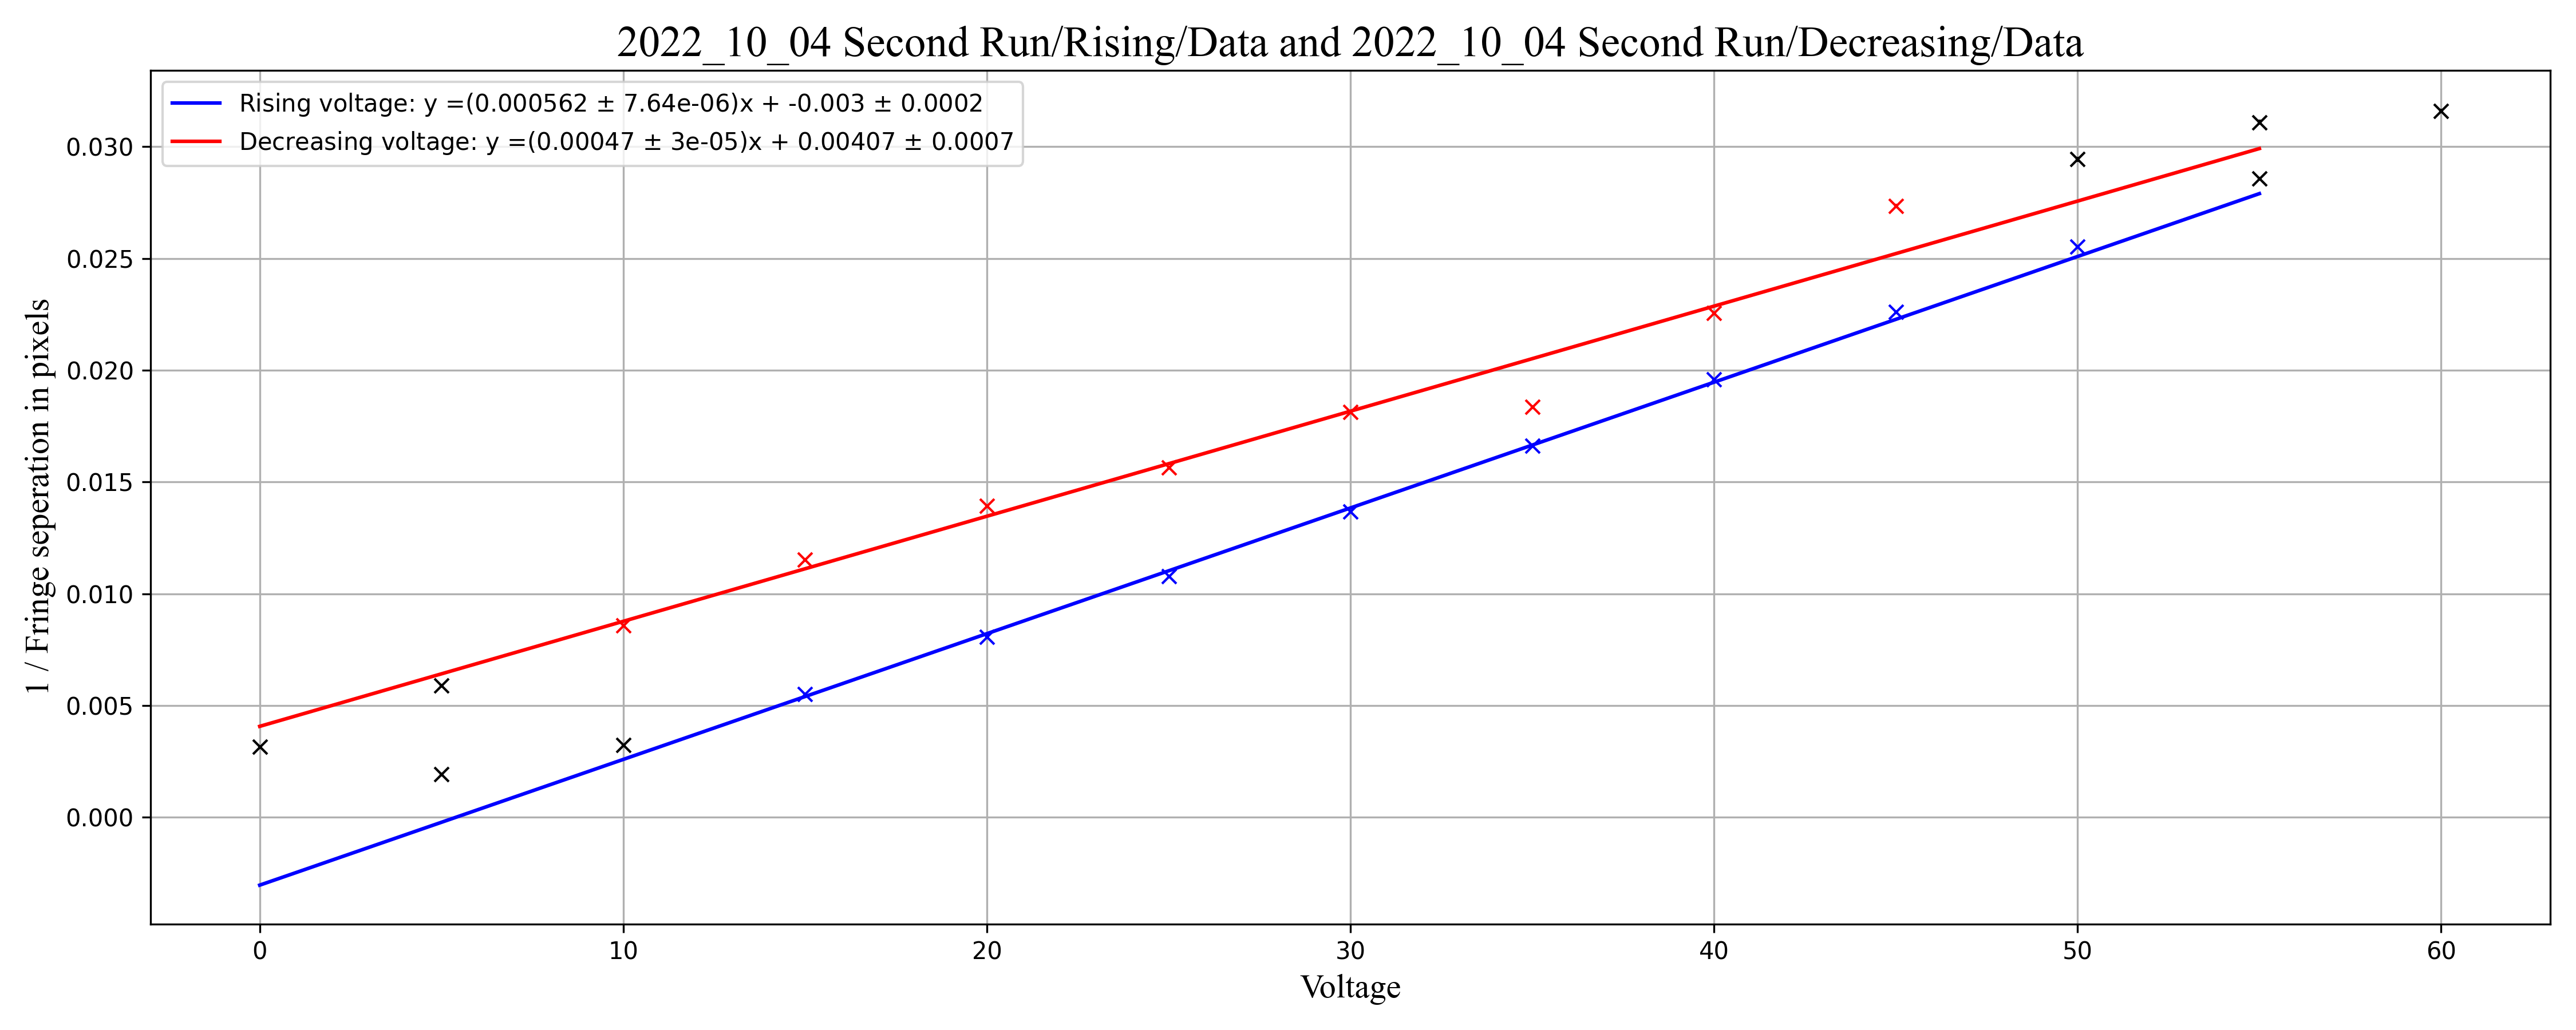 2022_10_04 Second Run/Rising/Data and 2022_10_04 Second Run/Decreasing/Data
Rising voltage: y =(0.000562 ± 7.64e-06)x + -0.003 ± 0.0002
Decreasing voltage: y =(0.00047 ± 3e-05)x + 0.00407 ± 0.0007
1 / Fringe seperation in pixels
0.030
0.025
0.020
0.015
0.010
0.005
0.000
0 10 20 30 40 50 60
Voltage